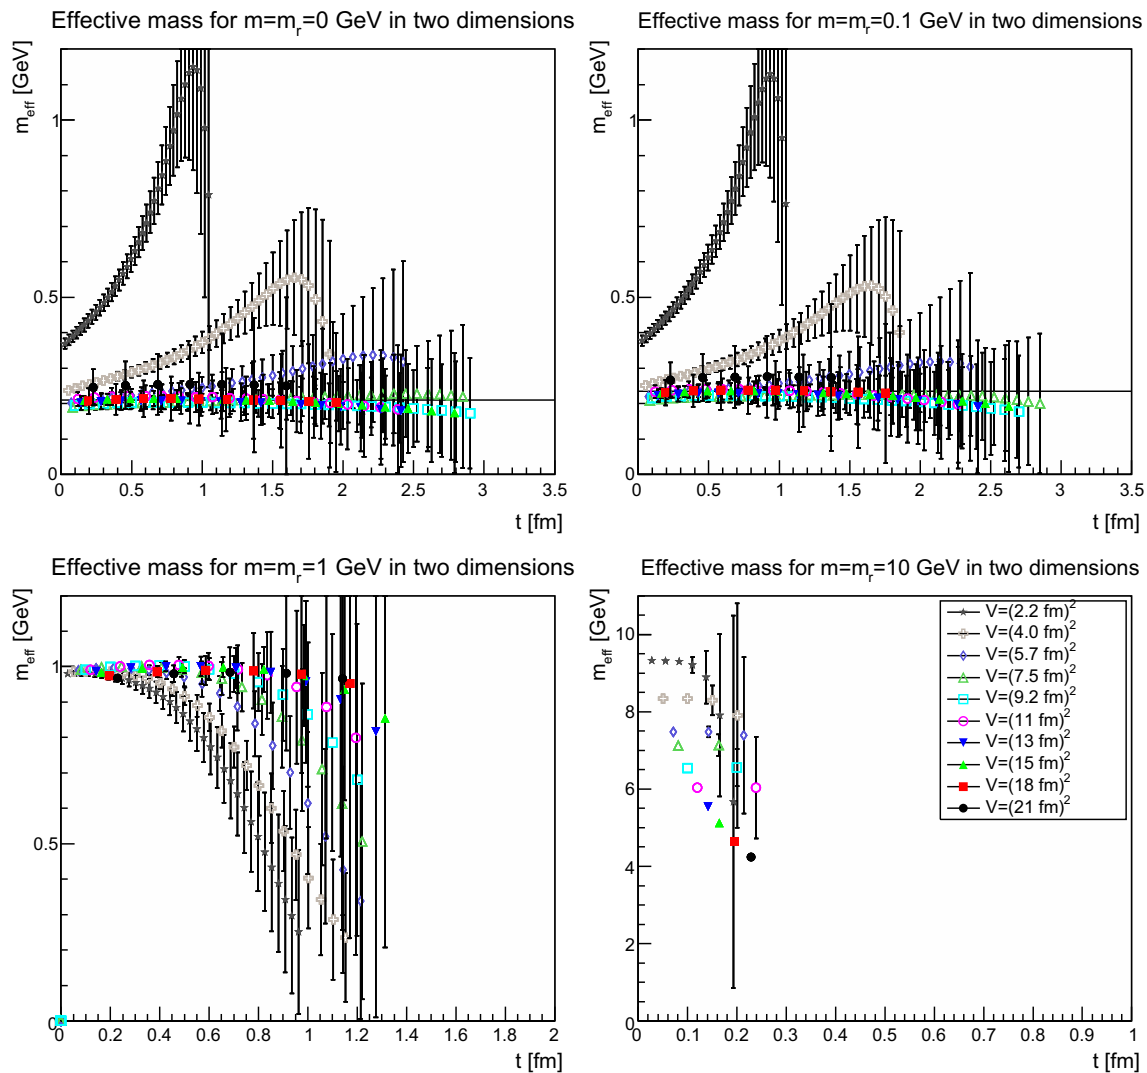 Effective mass for m=m_r=0 GeV in two dimensions
m_eff [GeV]
1
0.5
0
0 0.5 1 1.5 2 2.5 3 3.5
t [fm]
Effective mass for m=m_r=0.1 GeV in two dimensions
m_eff [GeV]
1
0.5
0
0 0.5 1 1.5 2 2.5 3 3.5
t [fm]
Effective mass for m=m_r=1 GeV in two dimensions
m_eff [GeV]
1
0.5
0
0 0.2 0.4 0.6 0.8 1 1.2 1.4 1.6 1.8 2
t [fm]
Effective mass for m=m_r=10 GeV in two dimensions
m_eff [GeV]
10
8
6
4
2
0
0 0.1 0.2 0.3 0.4 0.5 0.6 0.7 0.8 0.9 1
t [fm]
V=(2.2 fm)²
V=(4.0 fm)²
V=(5.7 fm)²
V=(7.5 fm)²
V=(9.2 fm)²
V=(11 fm)²
V=(13 fm)²
V=(15 fm)²
V=(18 fm)²
V=(21 fm)²